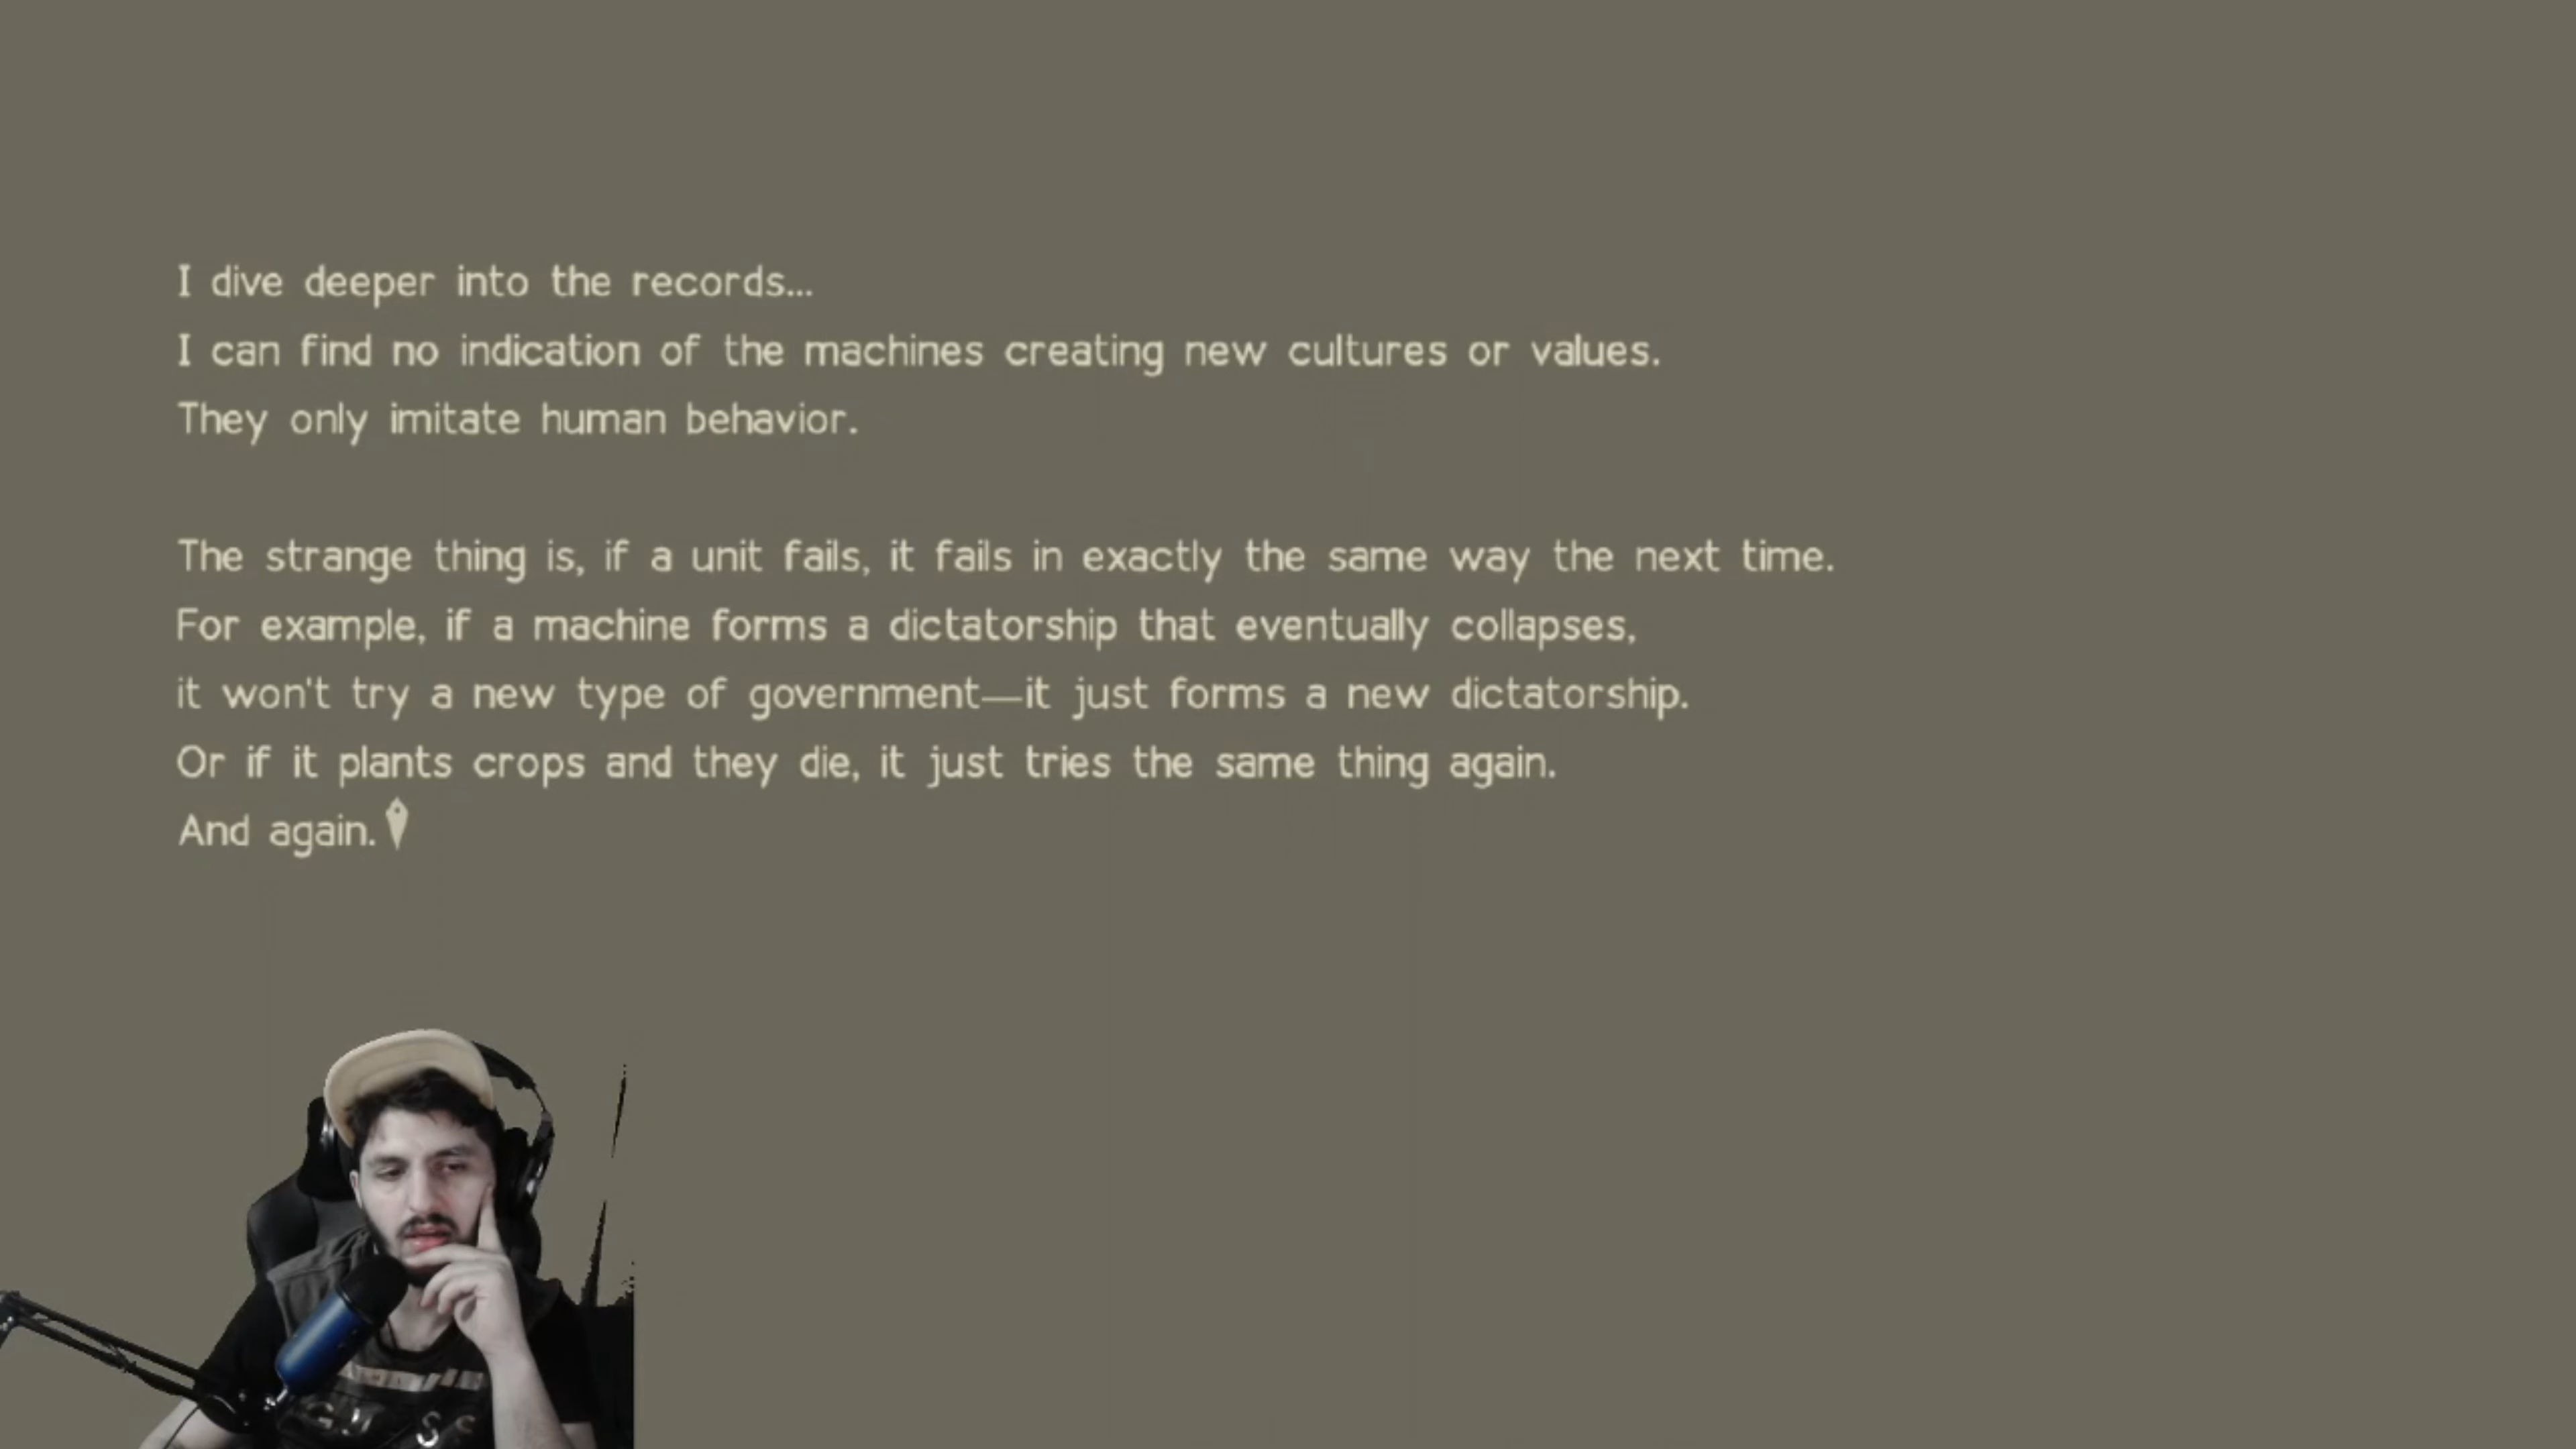 I dive deeper into the records...
I can find no indication of the machines creating new cultures or values.
They only imitate human behavior.
The strange thing is, if a unit fails, it fails in exactly the same way the next time.
For example, if a machine forms a dictatorship that eventually collapses,
it won't try a new type of government—it just forms a new dictatorship.
Or if it plants crops and they die, it just tries the same thing again.
And again.